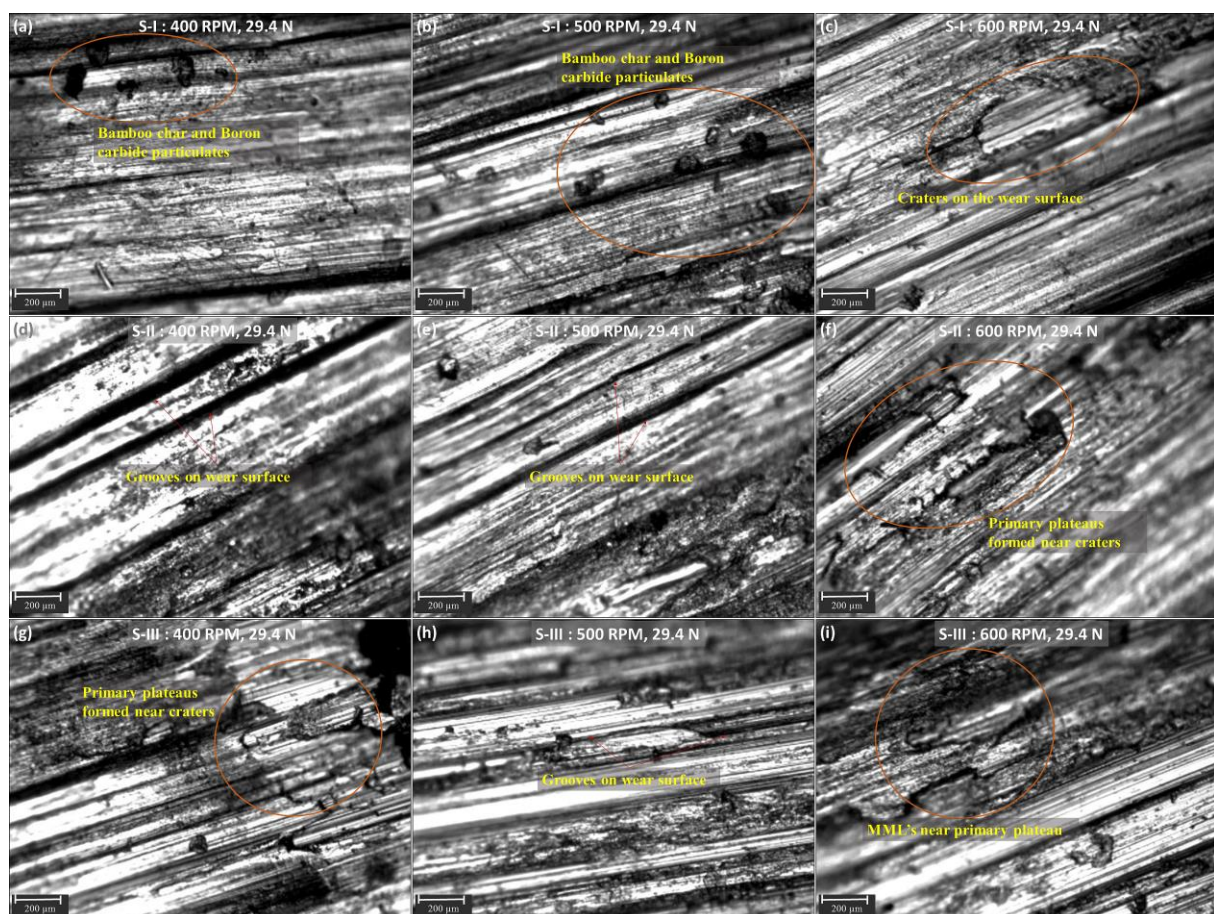 (a)
S-I : 400 RPM, 29.4 N
Bamboo char and Boron
carbide particulates
200 µm
(b)
S-I : 500 RPM, 29.4 N
Bamboo char and Boron
carbide particulates
200 µm
(c)
S-I : 600 RPM, 29.4 N
Craters on the wear surface
200 µm
(d)
S-II : 400 RPM, 29.4 N
Grooves on wear surface
200 µm
(e)
S-II : 500 RPM, 29.4 N
Grooves on wear surface
200 µm
(f)
S-II : 600 RPM, 29.4 N
Primary plateaus
formed near craters
200 µm
(g)
S-III : 400 RPM, 29.4 N
Primary plateaus
formed near craters
200 µm
(h)
S-III : 500 RPM, 29.4 N
Grooves on wear surface
200 µm
(i)
S-III : 600 RPM, 29.4 N
MML's near primary plateau
200 µm